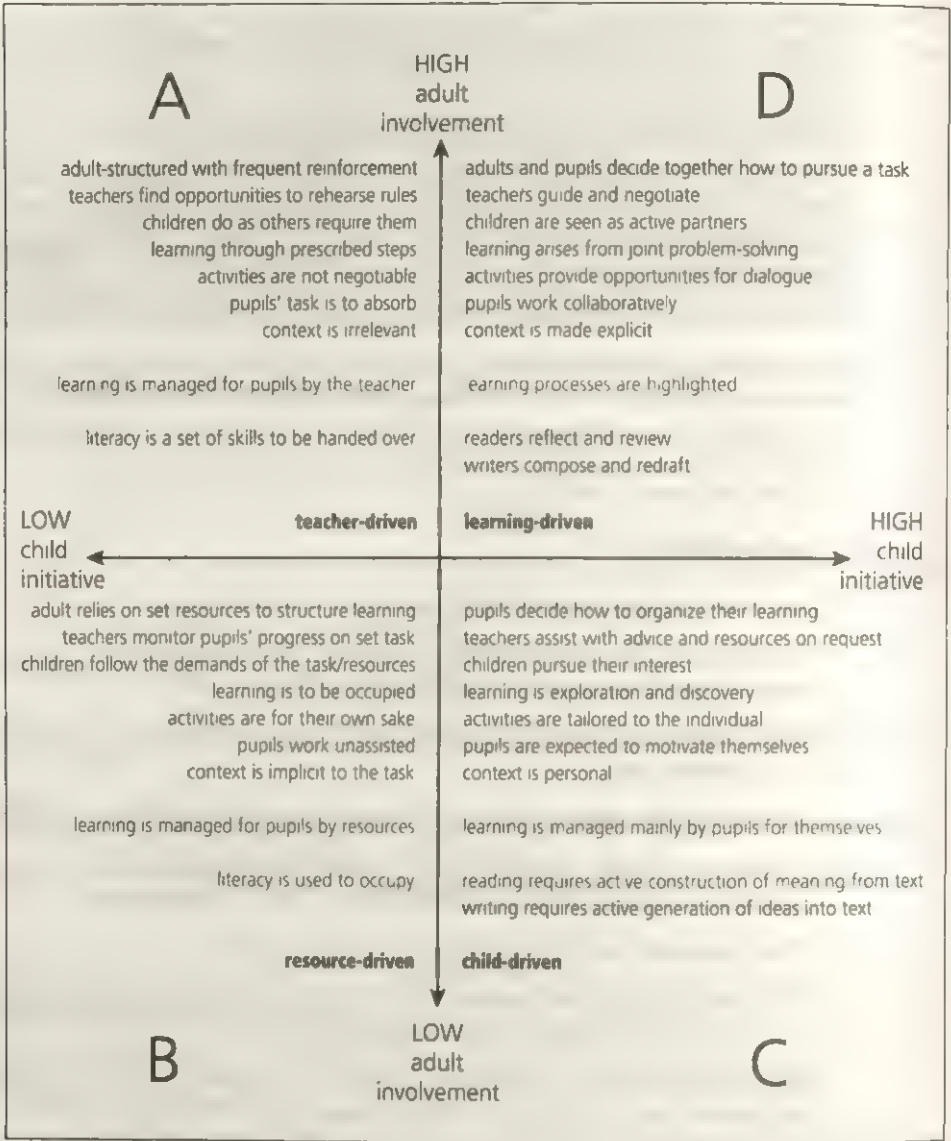 A
HIGH
adult
involvement
D
adult-structured with frequent reinforcement
teachers find opportunities to rehearse rules
children do as others require them
learning through prescribed steps
activities are not negotiable
pupils' task is to absorb
context is irrelevant
learning is managed for pupils by the teacher
literacy is a set of skills to be handed over
teacher-driven
adults and pupils decide together how to pursue a task
teachers guide and negotiate
children are seen as active partners
learning arises from joint problem-solving
activities provide opportunities for dialogue
pupils work collaboratively
context is made explicit
earning processes are highlighted
readers reflect and review
writers compose and redraft
learning-driven
LOW
child
initiative
HIGH
child
initiative
adult relies on set resources to structure learning
teachers monitor pupils' progress on set task
children follow the demands of the task/resources
learning is to be occupied
activities are for their own sake
pupils work unassisted
context is implicit to the task
learning is managed for pupils by resources
literacy is used to occupy
resource-driven
pupils decide how to organize their learning
teachers assist with advice and resources on request
children pursue their interest
learning is exploration and discovery
activities are tailored to the individual
pupils are expected to motivate themselves
context is personal
learning is managed mainly by pupils for themselves
reading requires active construction of meaning from text
writing requires active generation of ideas into text
child-driven
B
LOW
adult
involvement
C